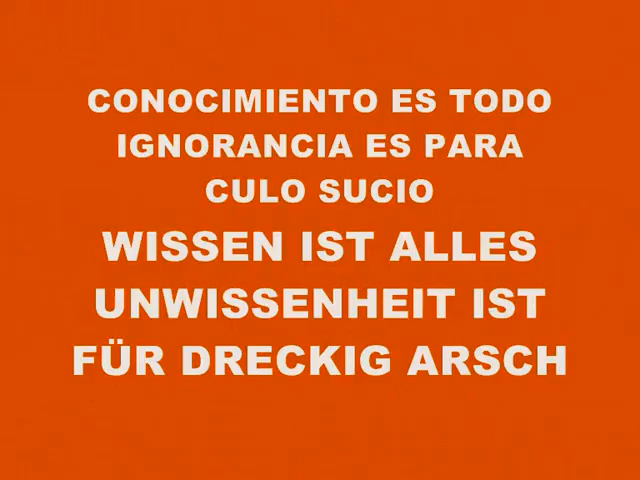 CONOCIMIENTO ES TODO
IGNORANCIA ES PARA
CULO SUCIO
WISSEN IST ALLES
UNWISSENHEIT IST
FÜR DRECKIG ARSCH